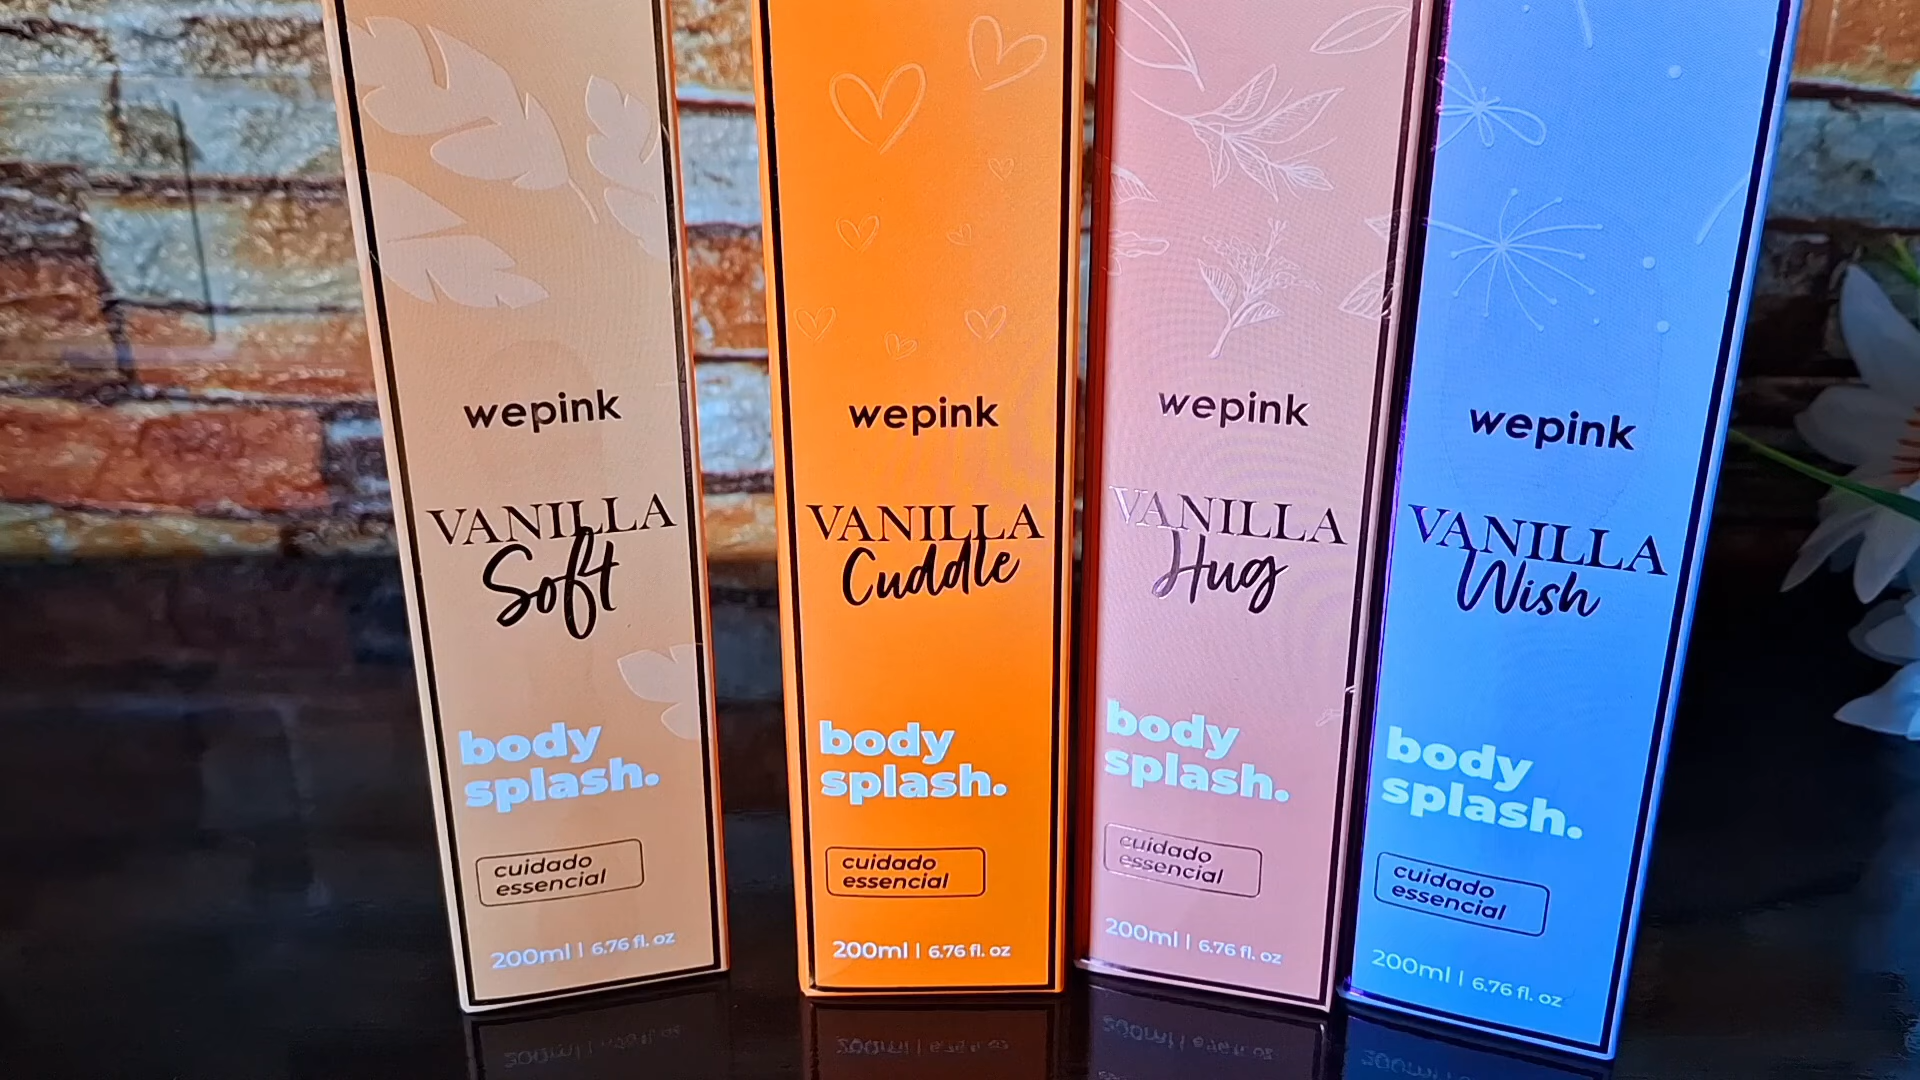 wepink
VANILLA
Soft
body
splash.
cuidado
essencial
200ml | 6.76 fl. oz
wepink
VANILLA
Cuddle
body
splash.
cuidado
essencial
200ml | 6.76 fl. oz
wepink
VANILLA
Hug
body
splash.
cuidado
essencial
200ml | 6.76 fl. oz
wepink
VANILLA
Wish
body
splash.
cuidado
essencial
200ml | 6.76 fl. oz